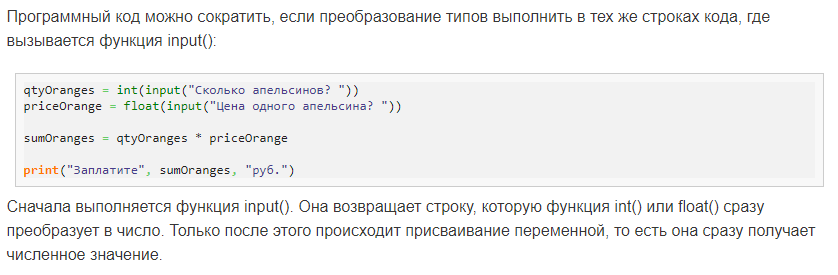 Программный код можно сократить, если преобразование типов выполнить в тех же строках кода, где
вызывается функция input():
qtyOranges = int(input("Сколько апельсинов? "))
priceOrange = float(input("Цена одного апельсина? "))
sumOranges = qtyOranges * priceOrange
print("Заплатите", sumOranges, "руб.")
Сначала выполняется функция input(). Она возвращает строку, которую функция int() или float() сразу
преобразует в число. Только после этого происходит присваивание переменной, то есть она сразу получает
численное значение.